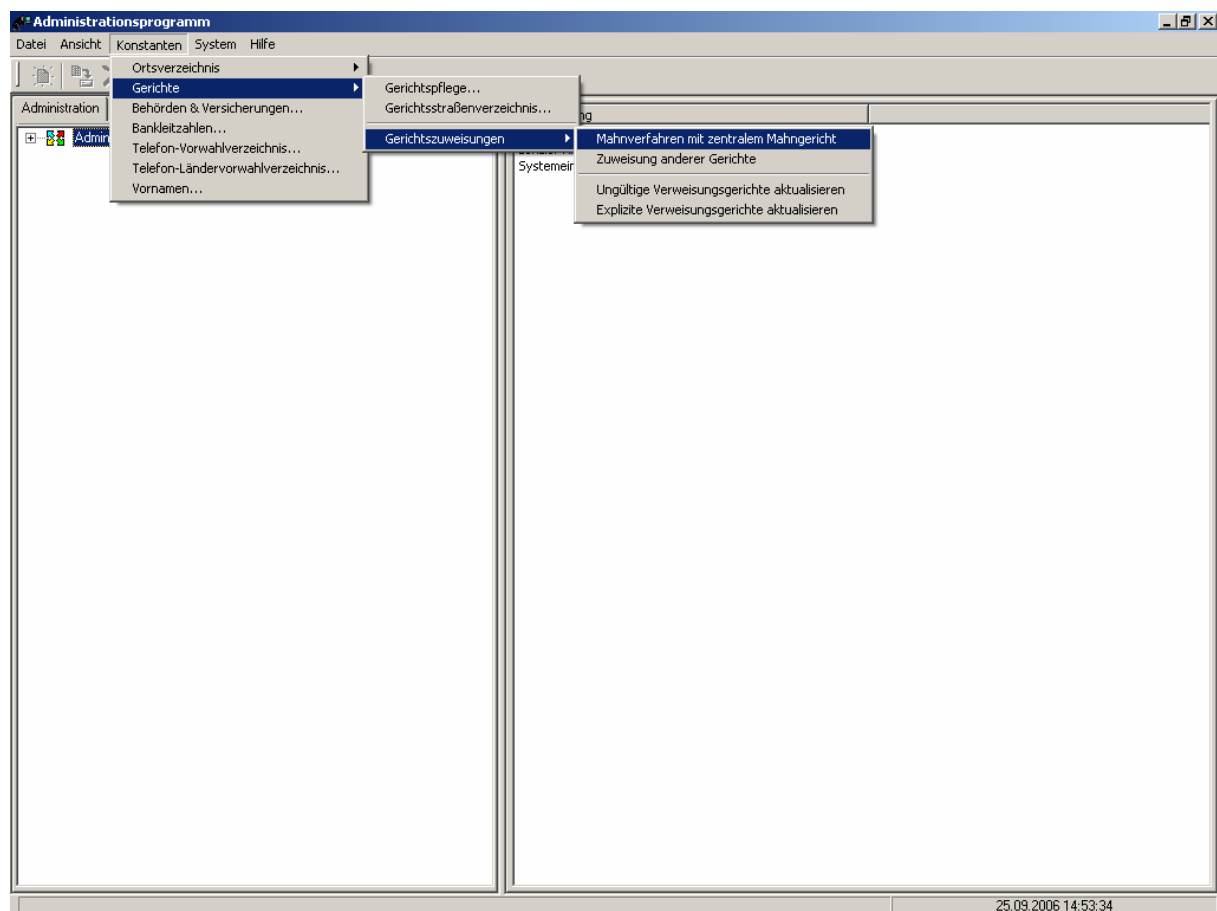 Administrationsprogramm
Datei Ansicht Konstanten System Hilfe
Ortsverzeichnis
Gerichte
Behörden & Versicherungen...
Bankleitzahlen...
Telefon-Vorwahlverzeichnis...
Telefon-Ländervorwahlverzeichnis...
Vornamen...
Gerichtspflege...
Gerichtsstraßenverzeichnis...
Gerichtszuweisungen
Mahnverfahren mit zentralem Mahngericht
Zuweisung anderer Gerichte
Ungültige Verweisungsgerichte aktualisieren
Explizite Verweisungsgerichte aktualisieren
Administration
Admin
ng
Systemein
25.09.2006 14:53:34